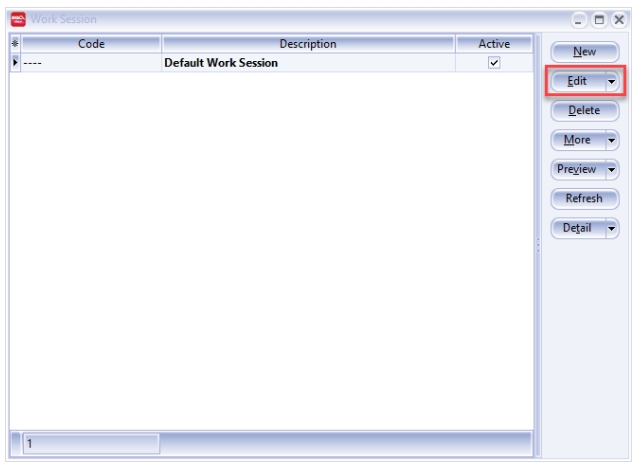 Work Session
Code Description Active
---- Default Work Session
New
Edit
Delete
More
Preview
Refresh
Detail
1